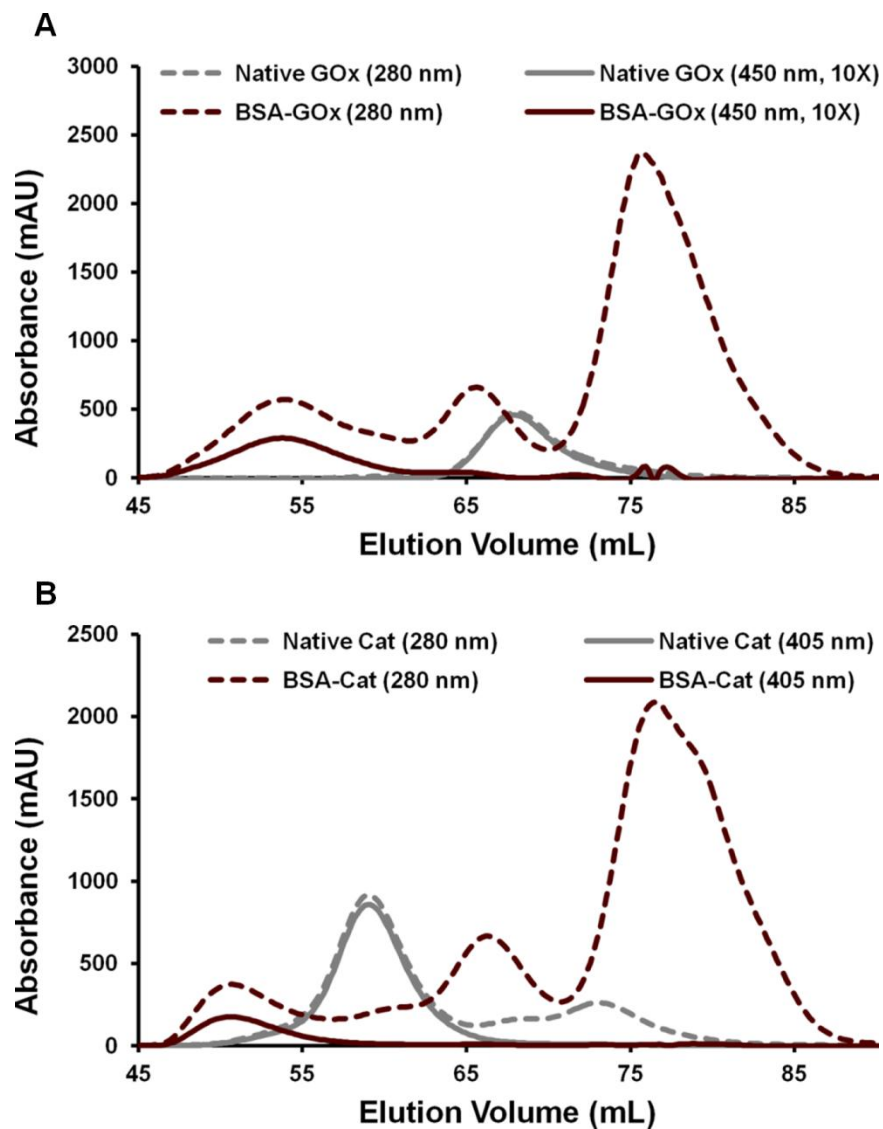 A
Native GOx (280 nm) Native GOx (450 nm, 10X)
BSA-GOx (280 nm) BSA-GOx (450 nm, 10X)
3000
2500
2000
1500
1000
500
0
Absorbance (mAU)
45 55 65 75 85
Elution Volume (mL)
B
Native Cat (280 nm) Native Cat (405 nm)
BSA-Cat (280 nm) BSA-Cat (405 nm)
2500
2000
1500
1000
500
0
Absorbance (mAU)
45 55 65 75 85
Elution Volume (mL)